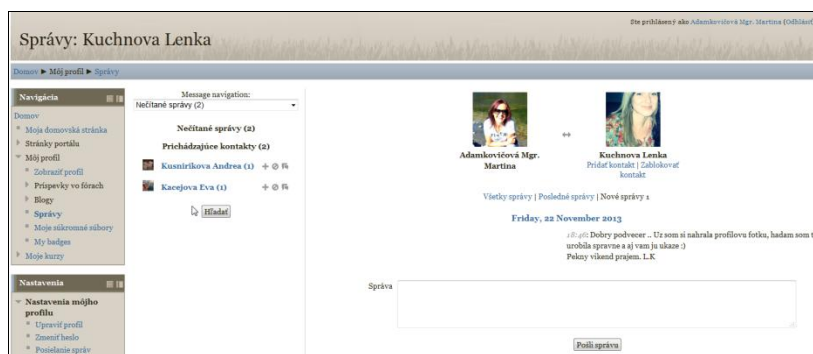 Ste prihlásený ako Adamkovičová Mgr. Martina (Odhlásiť
Správy: Kuchnova Lenka
Domov ► Môj profil ► Správy
Navigácia
Domov
Moja domovská stránka
Stránky portálu
Môj profil
Zobraziť profil
Príspevky vo fórach
Blogy
Správy
Moje súkromné súbory
My badges
Moje kurzy
Nastavenia
Nastavenia môjho
profilu
Upraviť profil
Zmeniť heslo
Posielanie správ
Message navigation:
Nečítané správy (2)
Nečítané správy (2)
Prichádzajúce kontakty (2)
Kusnirikova Andrea (1)
Kacejova Eva (1)
Hľadať
Adamkovičová Mgr.
Martina
↔
Kuchnova Lenka
Pridať kontakt | Zablokovať
kontakt
Všetky správy | Posledné správy | Nové správy 1
Friday, 22 November 2013
18:46: Dobry podvecer .. Uz som si nahrala profilovu fotku, hadam som t
urobila spravne a aj vam ju ukaze :)
Pekny vikend prajem. L.K
Správa
Pošli správu